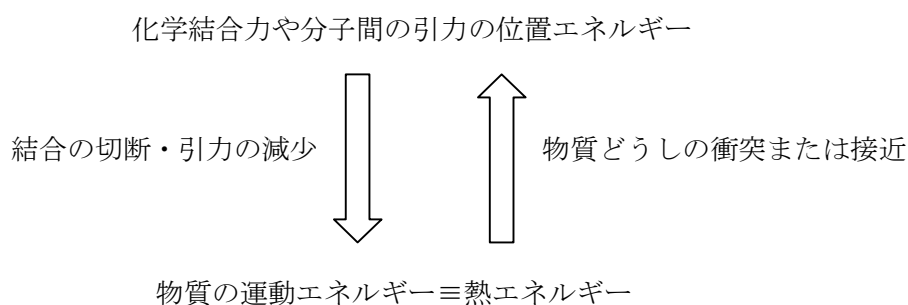 化学結合力や分子間の引力の位置エネルギー
結合の切断・引力の減少
物質どうしの衝突または接近
物質の運動エネルギー≡熱エネルギー